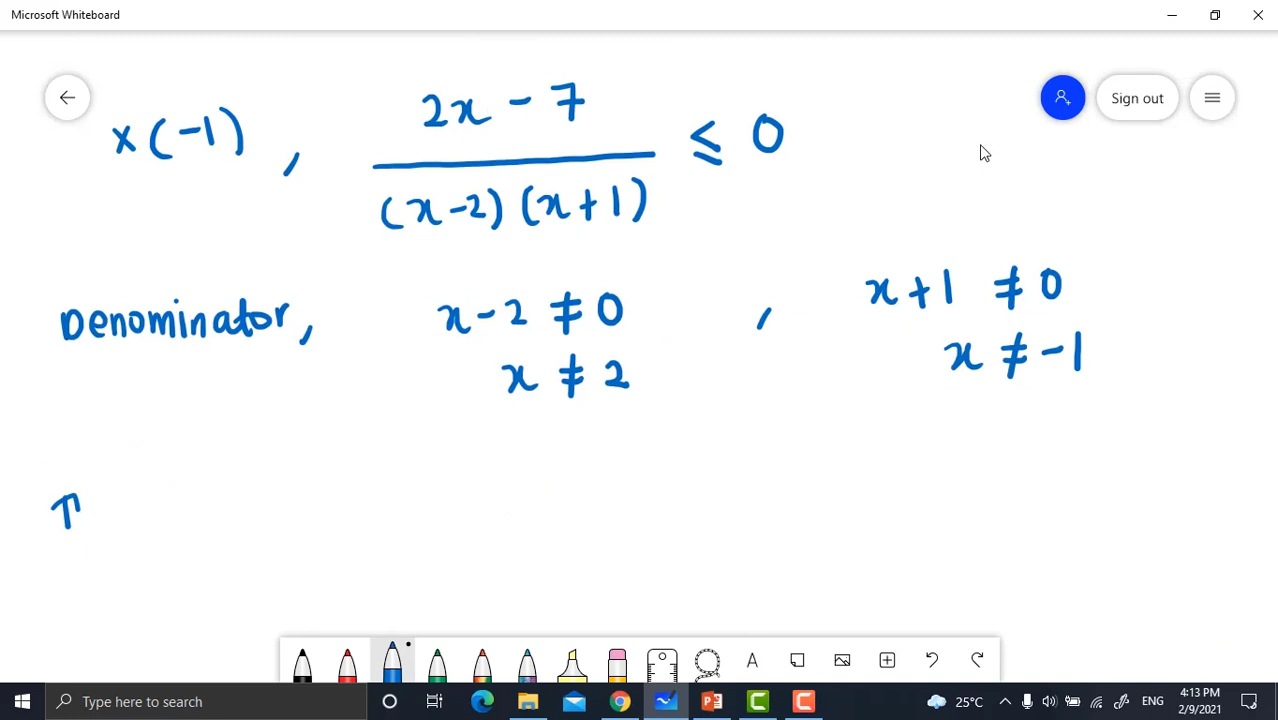 Microsoft Whiteboard
Sign out
x (-1) , 2x - 7 ≤ 0
(x-2) (x+1)
Denominator, x-2 ≠ 0 , x+1 ≠ 0
x ≠ 2 x ≠ -1
Type here to search
25°C ENG 4:13 PM
2/9/2021